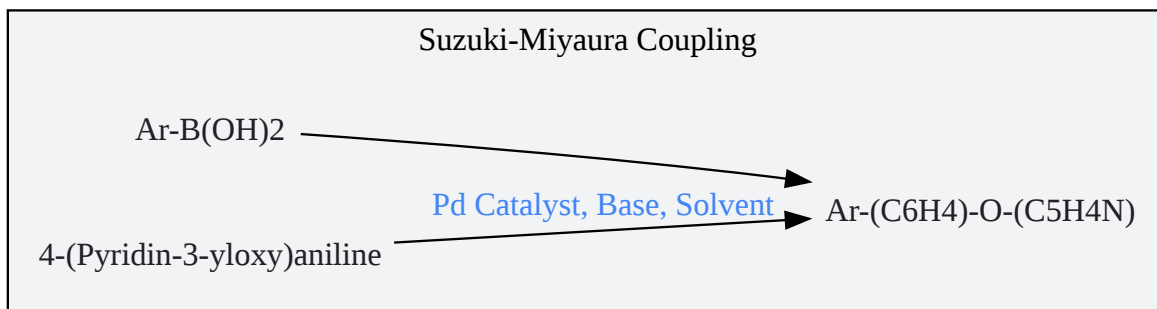 Suzuki-Miyaura Coupling
Ar-B(OH)2
Pd Catalyst, Base, Solvent
Ar-(C6H4)-O-(C5H4N)
4-(Pyridin-3-yloxy)aniline